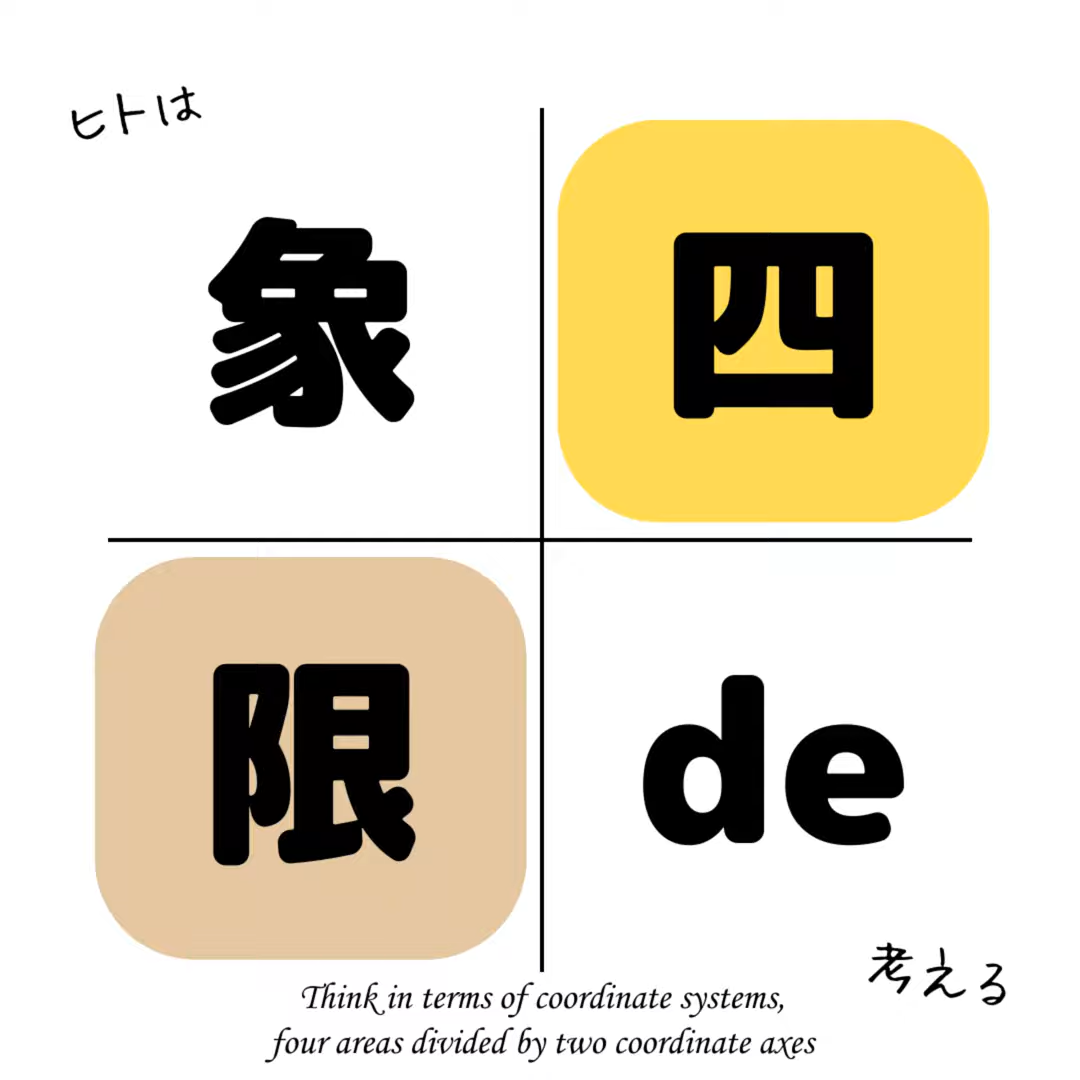 ヒトは
四
象
限
de
考える
Think in terms of coordinate systems,
four areas divided by two coordinate axes